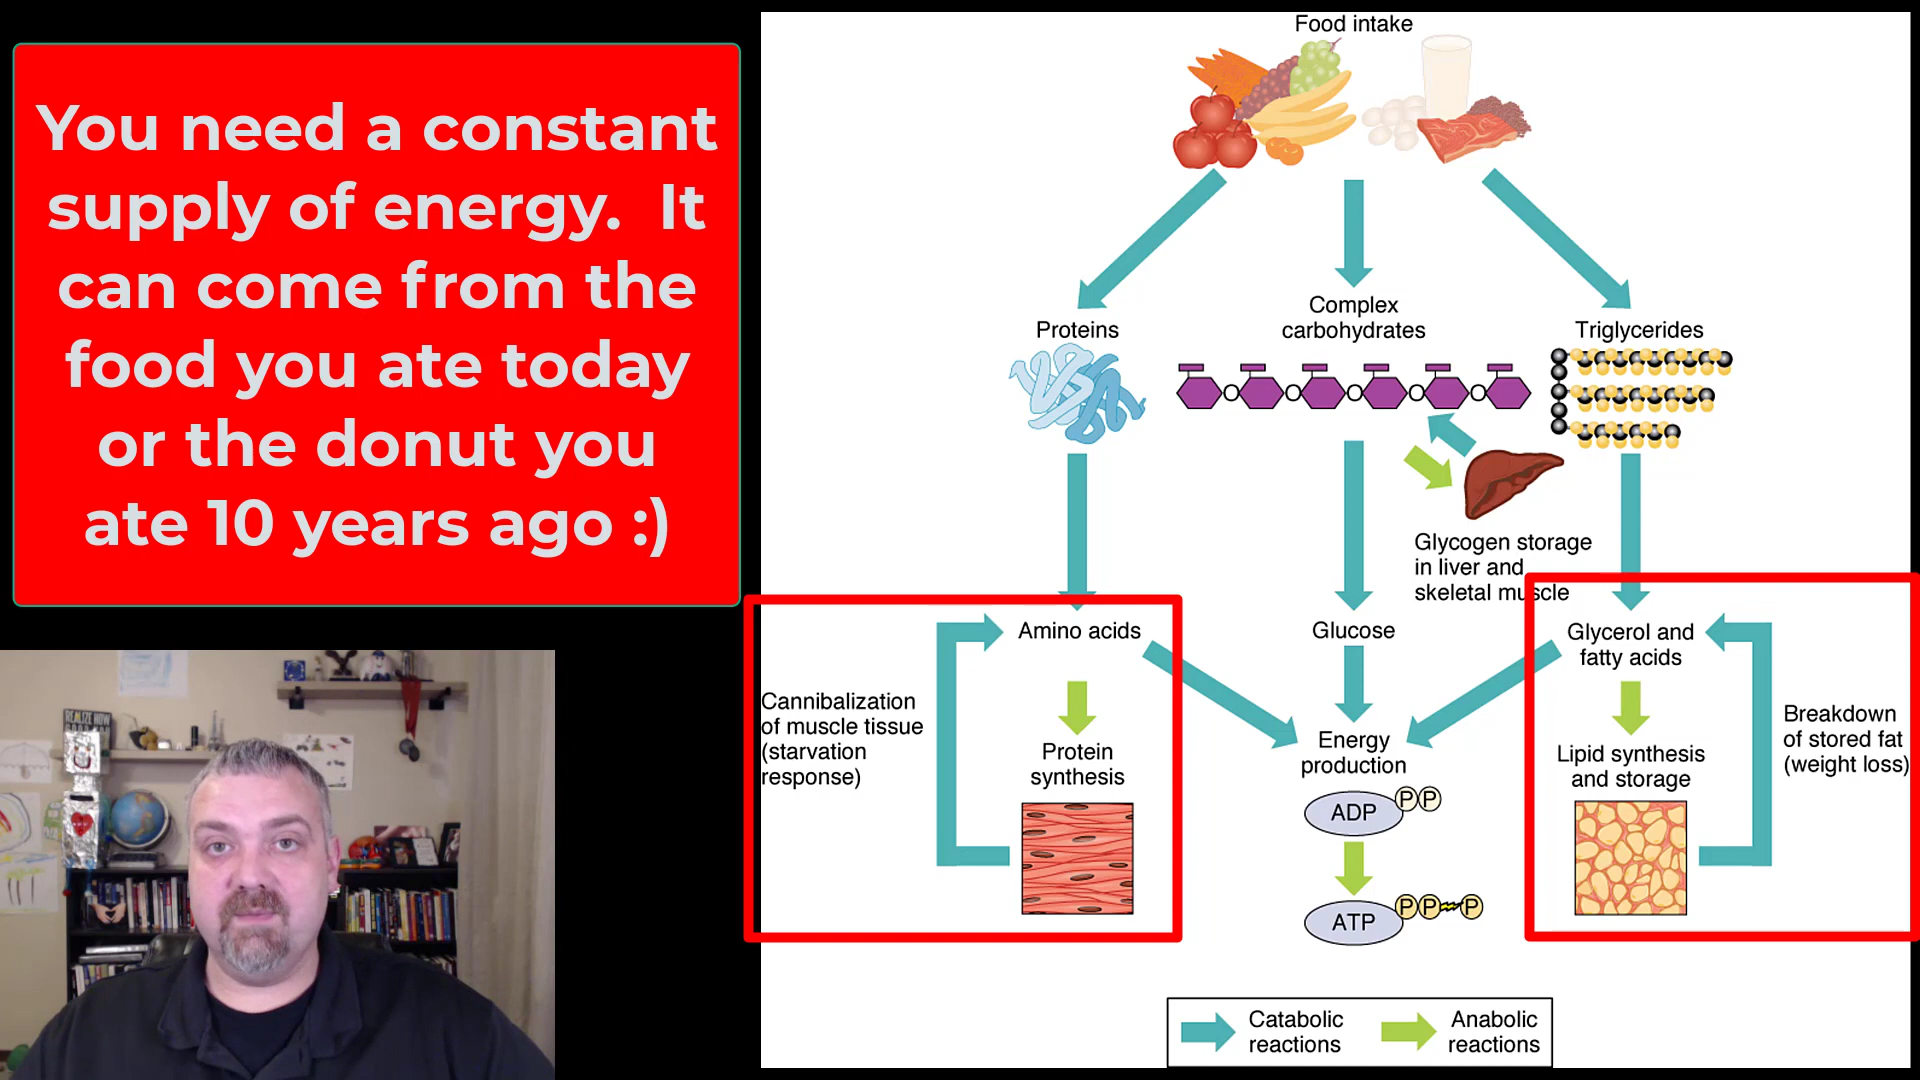 You need a constant
supply of energy. It
can come from the
food you ate today
or the donut you
ate 10 years ago :)
Food intake
Proteins
Complex
carbohydrates
Triglycerides
O O O O O
Glycogen storage
in liver and
skeletal muscle
Amino acids
Glucose
Glycerol and
fatty acids
Cannibalization
of muscle tissue
(starvation
response)
Protein
synthesis
Energy
production
Lipid synthesis
and storage
Breakdown
of stored fat
(weight loss)
ADP P P
ATP P P P
Catabolic
reactions
Anabolic
reactions
REALIZE HOW